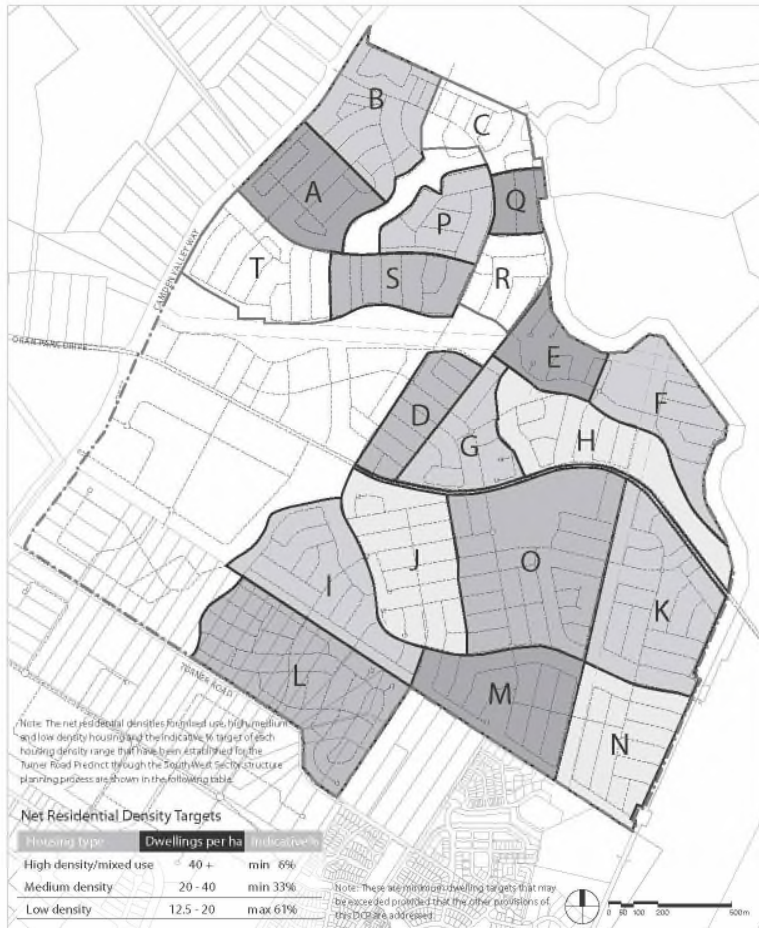 B
C
A
Q
P
T
S
R
CAMDEN VALLEY WAY
ORAN PARK DRIVE
E
F
D
G
H
J
O
I
K
L
M
N
TURNER ROAD
Note: The net residential densities for mixed use, high, medium
and low density housing and the indicative % target of each
housing density range that have been established for the
Turner Road Precinct through the South West Sector structure
planning process are shown in the following table.
Net Residential Density Targets
Housing type Dwellings per ha Indicative%
High density/mixed use 40 + min 6%
Medium density 20 - 40 min 33%
Low density 12.5 - 20 max 61%
Note: These are minimum dwelling targets that may
be exceeded provided that the other provisions of
this DCP are addressed.
0 50 100 200 500m